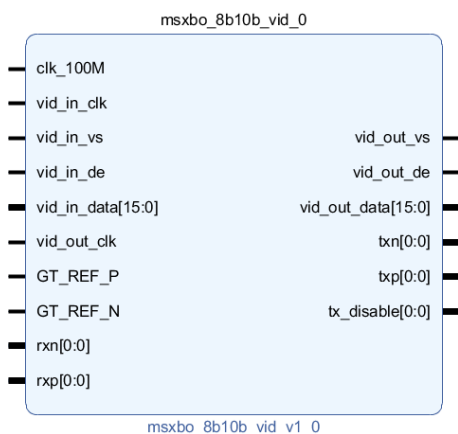 msxbo_8b10b_vid_0
clk_100M
vid_in_clk
vid_in_vs
vid_in_de
vid_in_data[15:0]
vid_out_clk
GT_REF_P
GT_REF_N
rxn[0:0]
rxp[0:0]
vid_out_vs
vid_out_de
vid_out_data[15:0]
txn[0:0]
txp[0:0]
tx_disable[0:0]
msxbo_8b10b_vid_v1_0